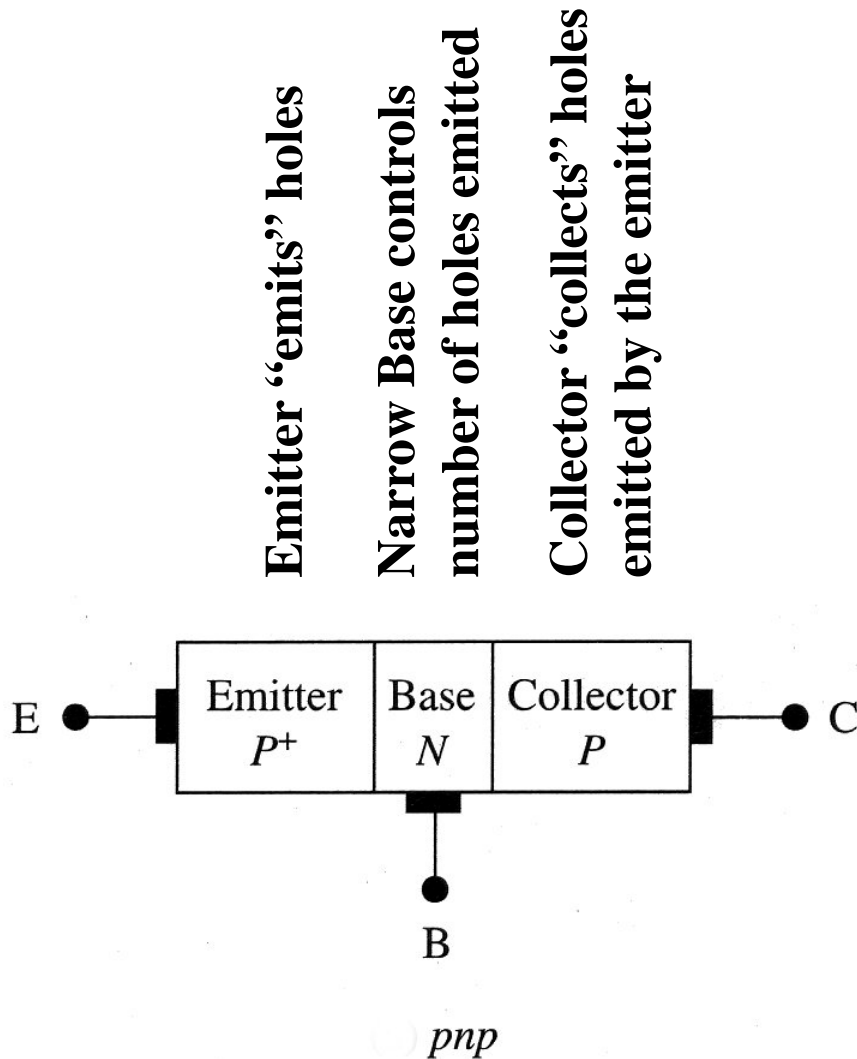 Emitter “emits” holes
Narrow Base controls
number of holes emitted
Collector “collects” holes
emitted by the emitter
Emitter
P+
Base
N
Collector
P
E
C
B
pnp